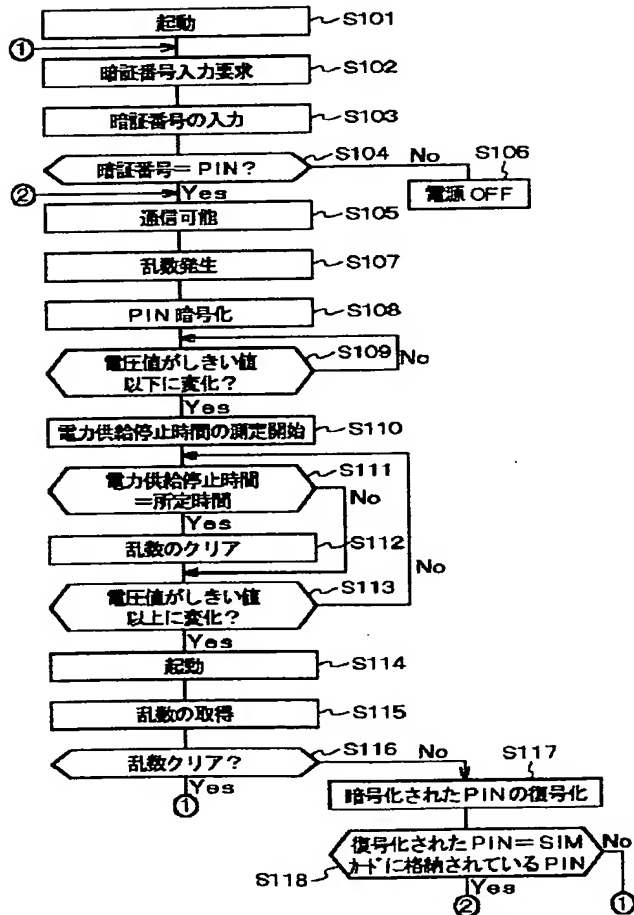 起動 S101
①
暗証番号入力要求 S102
暗証番号の入力 S103
暗証番号=PIN? S104
No
S106
電源OFF
②
Yes
通信可能 S105
乱数発生 S107
PIN暗号化 S108
電圧値がしきい値
以下に変化? S109
No
Yes
電力供給停止時間の測定開始 S110
電力供給停止時間
=所定時間 S111
No
Yes
乱数のクリア S112
No
電圧値がしきい値
以上に変化? S113
Yes
起動 S114
乱数の取得 S115
乱数クリア? S116
No
Yes
①
S117
暗号化されたPINの復号化
復号化されたPIN=SIM
カードに格納されているPIN
No
S118
Yes
②
①